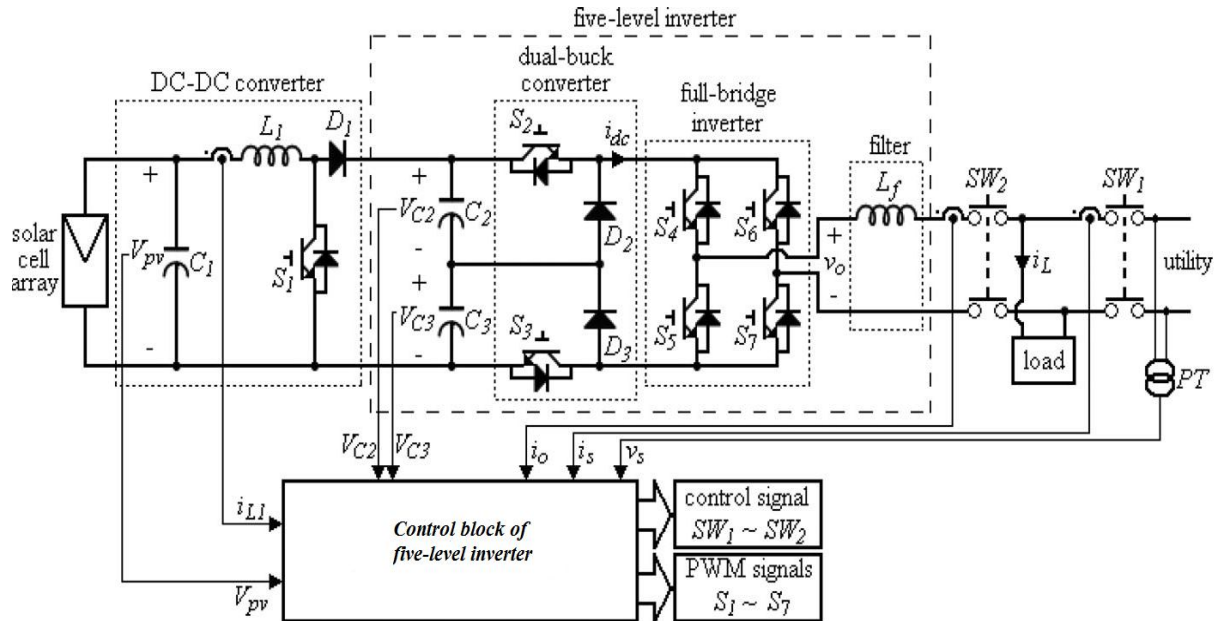 five-level inverter
dual-buck
converter
DC-DC converter
full-bridge
inverter
filter
L1
D1
S2
idc
Lf
SW2
SW1
+
+
VC2
C2
-
D2
S4
S6
+
vo
-
solar
cell
array
Vpv
C1
S1
iL
utility
+
VC3
C3
-
S3
D3
S5
S7
-
load
PT
VC2
VC3
io
is
vs
iL1
Control block of
five-level inverter
control signal
SW1 ~ SW2
PWM signals
S1 ~ S7
Vpv